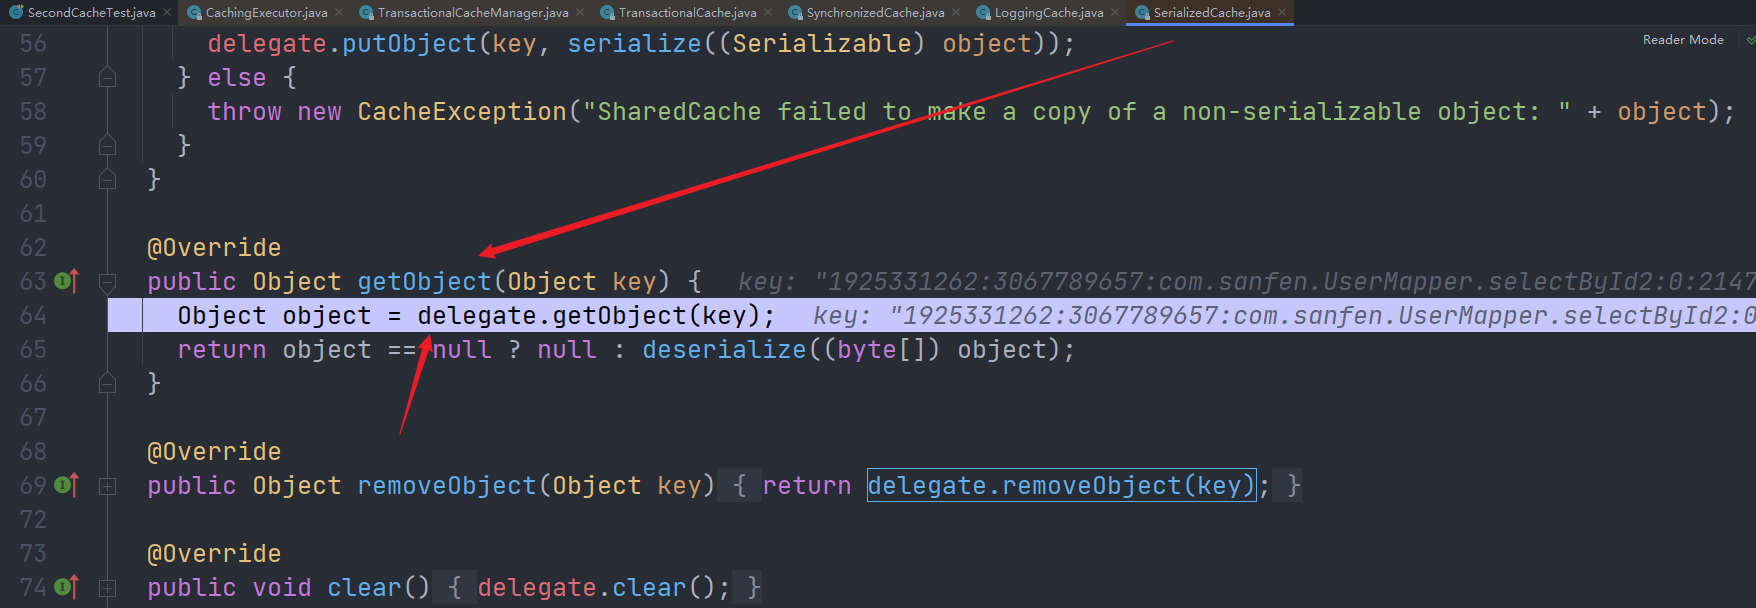 SecondCacheTest.java CachingExecutor.java TransactionalCacheManager.java TransactionalCache.java SynchronizedCache.java LoggingCache.java SerializedCache.java
Reader Mode
56 delegate.putObject(key, serialize((Serializable) object));
57 } else {
58 throw new CacheException("SharedCache failed to make a copy of a non-serializable object: " + object);
59 }
60 }
61
62 @Override
63 public Object getObject(Object key) { key: "1925331262:3067789657:com.sanfen.UserMapper.selectById2:0:2147
64 Object object = delegate.getObject(key); key: "1925331262:3067789657:com.sanfen.UserMapper.selectById2:0
65 return object == null ? null : deserialize((byte[]) object);
66 }
67
68 @Override
69 public Object removeObject(Object key) { return delegate.removeObject(key); }
72
73 @Override
74 public void clear() { delegate.clear(); }